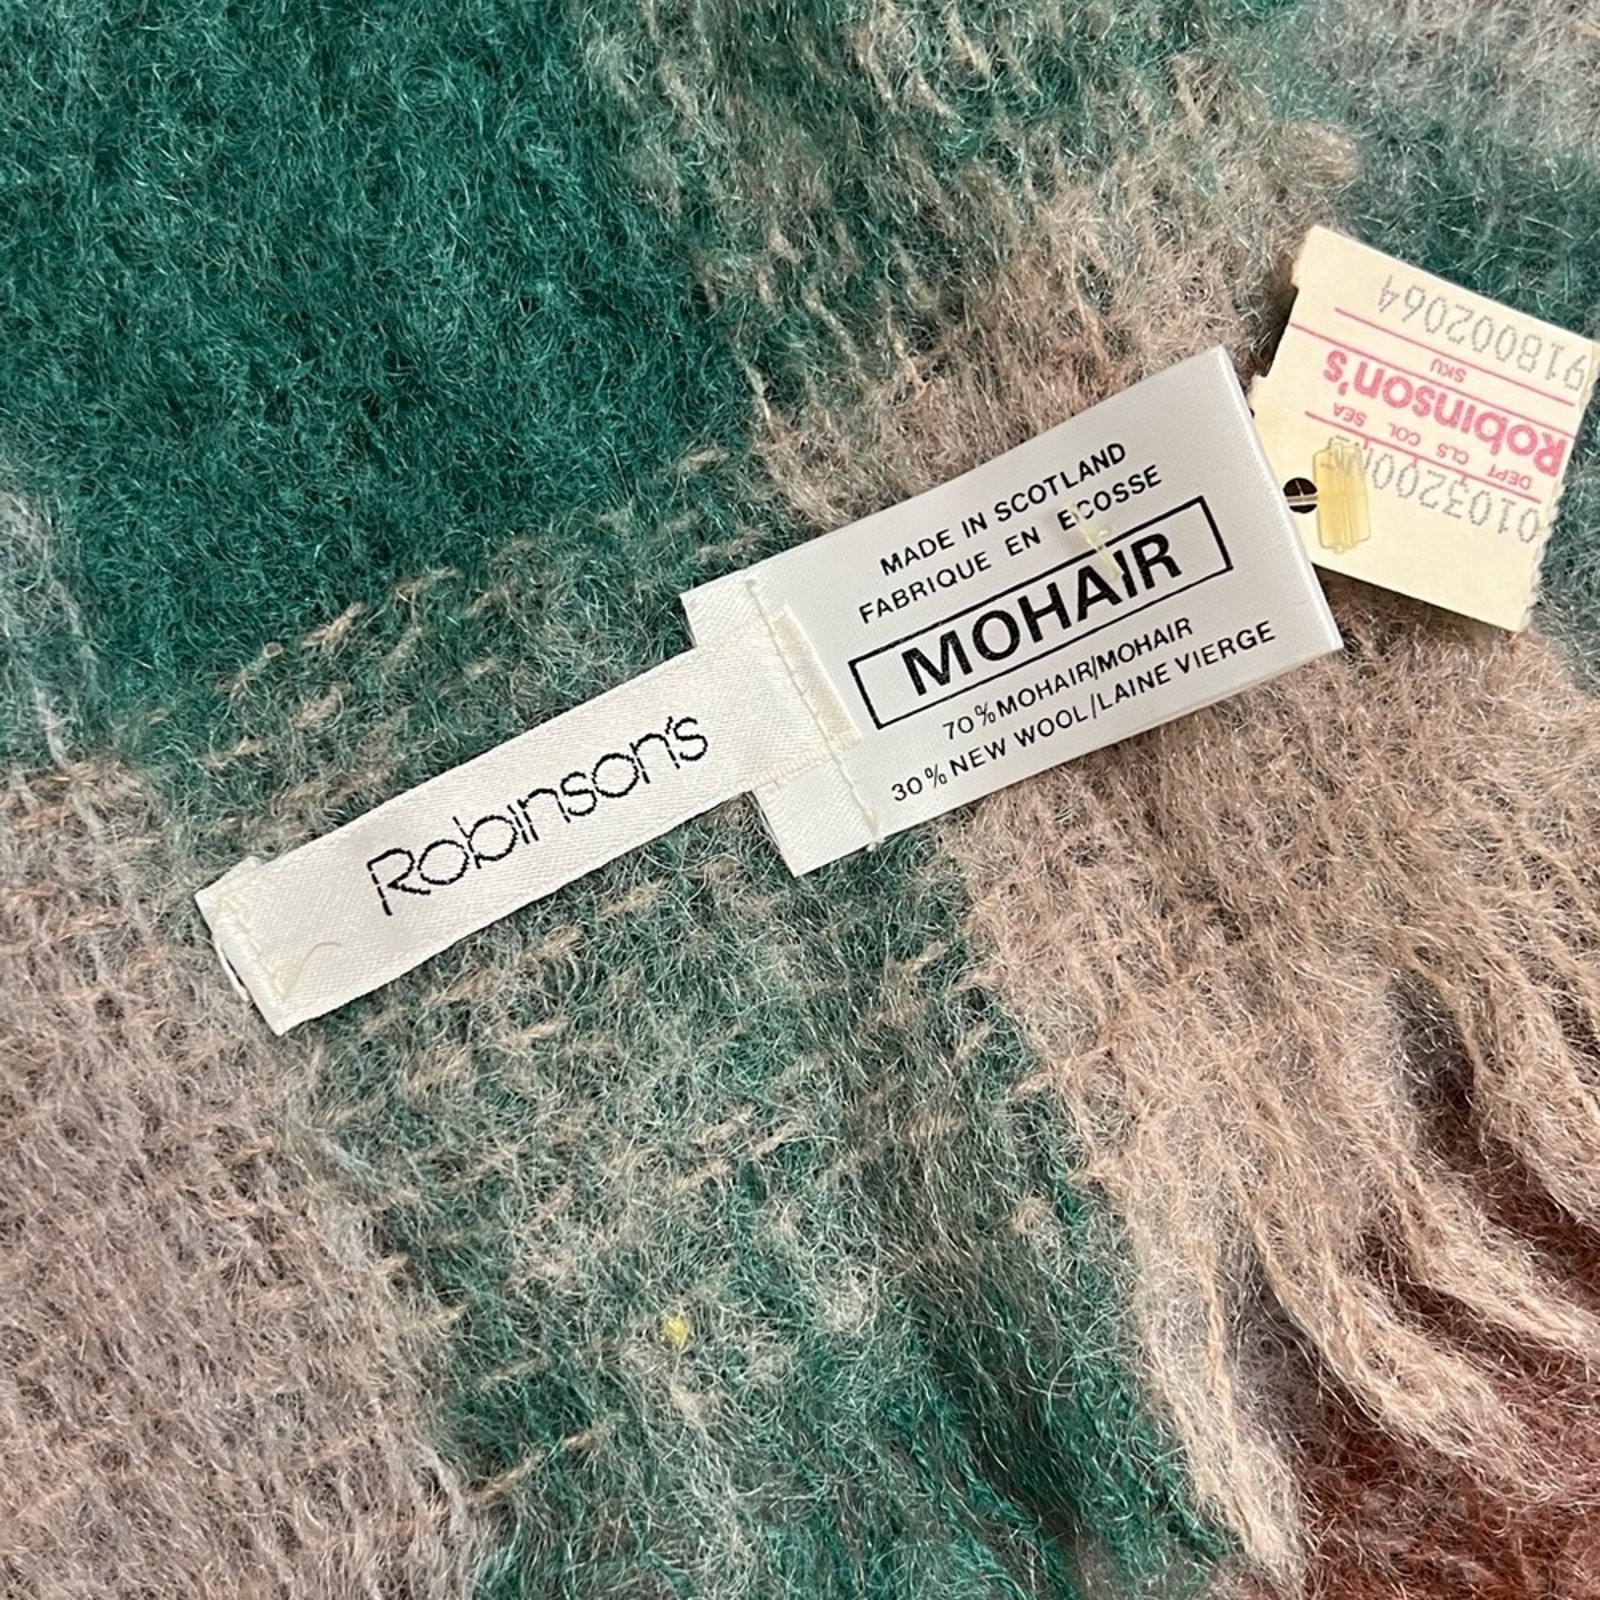 Robinson's
MADE IN SCOTLAND
FABRIQUE EN ECOSSE
MOHAIR
70% MOHAIR/MOHAIR
30% NEW WOOL/LAINE VIERGE
DEPT CLS COL SEA
Robinson's
SKU
918002064